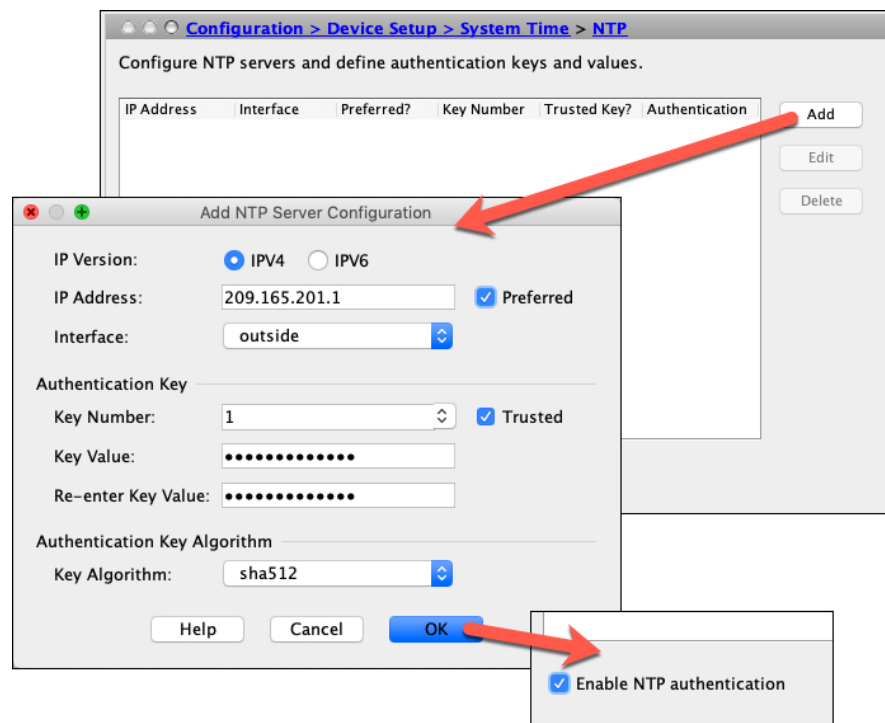 Configuration > Device Setup > System Time > NTP
Configure NTP servers and define authentication keys and values.
IP Address Interface Preferred? Key Number Trusted Key? Authentication
Add
Edit
Delete
Add NTP Server Configuration
IP Version: IPV4 IPV6
IP Address: 209.165.201.1 Preferred
Interface: outside
Authentication Key
Key Number: 1 Trusted
Key Value: •••••••••••••
Re-enter Key Value: •••••••••••••
Authentication Key Algorithm
Key Algorithm: sha512
Help Cancel OK
Enable NTP authentication